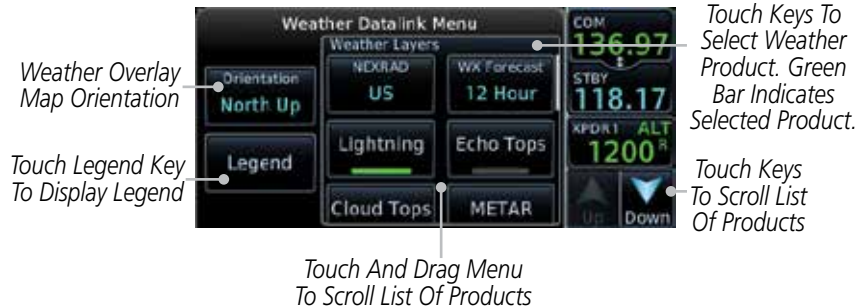 Weather Datalink Menu
Weather Layers
Orientation
North Up
Legend
NEXRAD
US
WX Forecast
12 Hour
Lightning
Echo Tops
Cloud Tops
METAR
COM
136.97
STBY
118.17
XPDR1 ALT
1200 R
Up
Down
Weather Overlay
Map Orientation
Touch Legend Key
To Display Legend
Touch Keys To
Select Weather
Product. Green
Bar Indicates
Selected Product.
Touch Keys
To Scroll List
Of Products
Touch And Drag Menu
To Scroll List Of Products